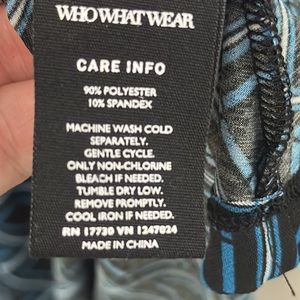 WHO WHAT WEAR
CARE INFO
90% POLYESTER
10% SPANDEX
MACHINE WASH COLD
SEPARATELY.
GENTLE CYCLE.
ONLY NON-CHLORINE
BLEACH IF NEEDED.
TUMBLE DRY LOW.
REMOVE PROMPTLY.
COOL IRON IF NEEDED.
RN 17730 VN 1247024
MADE IN CHINA